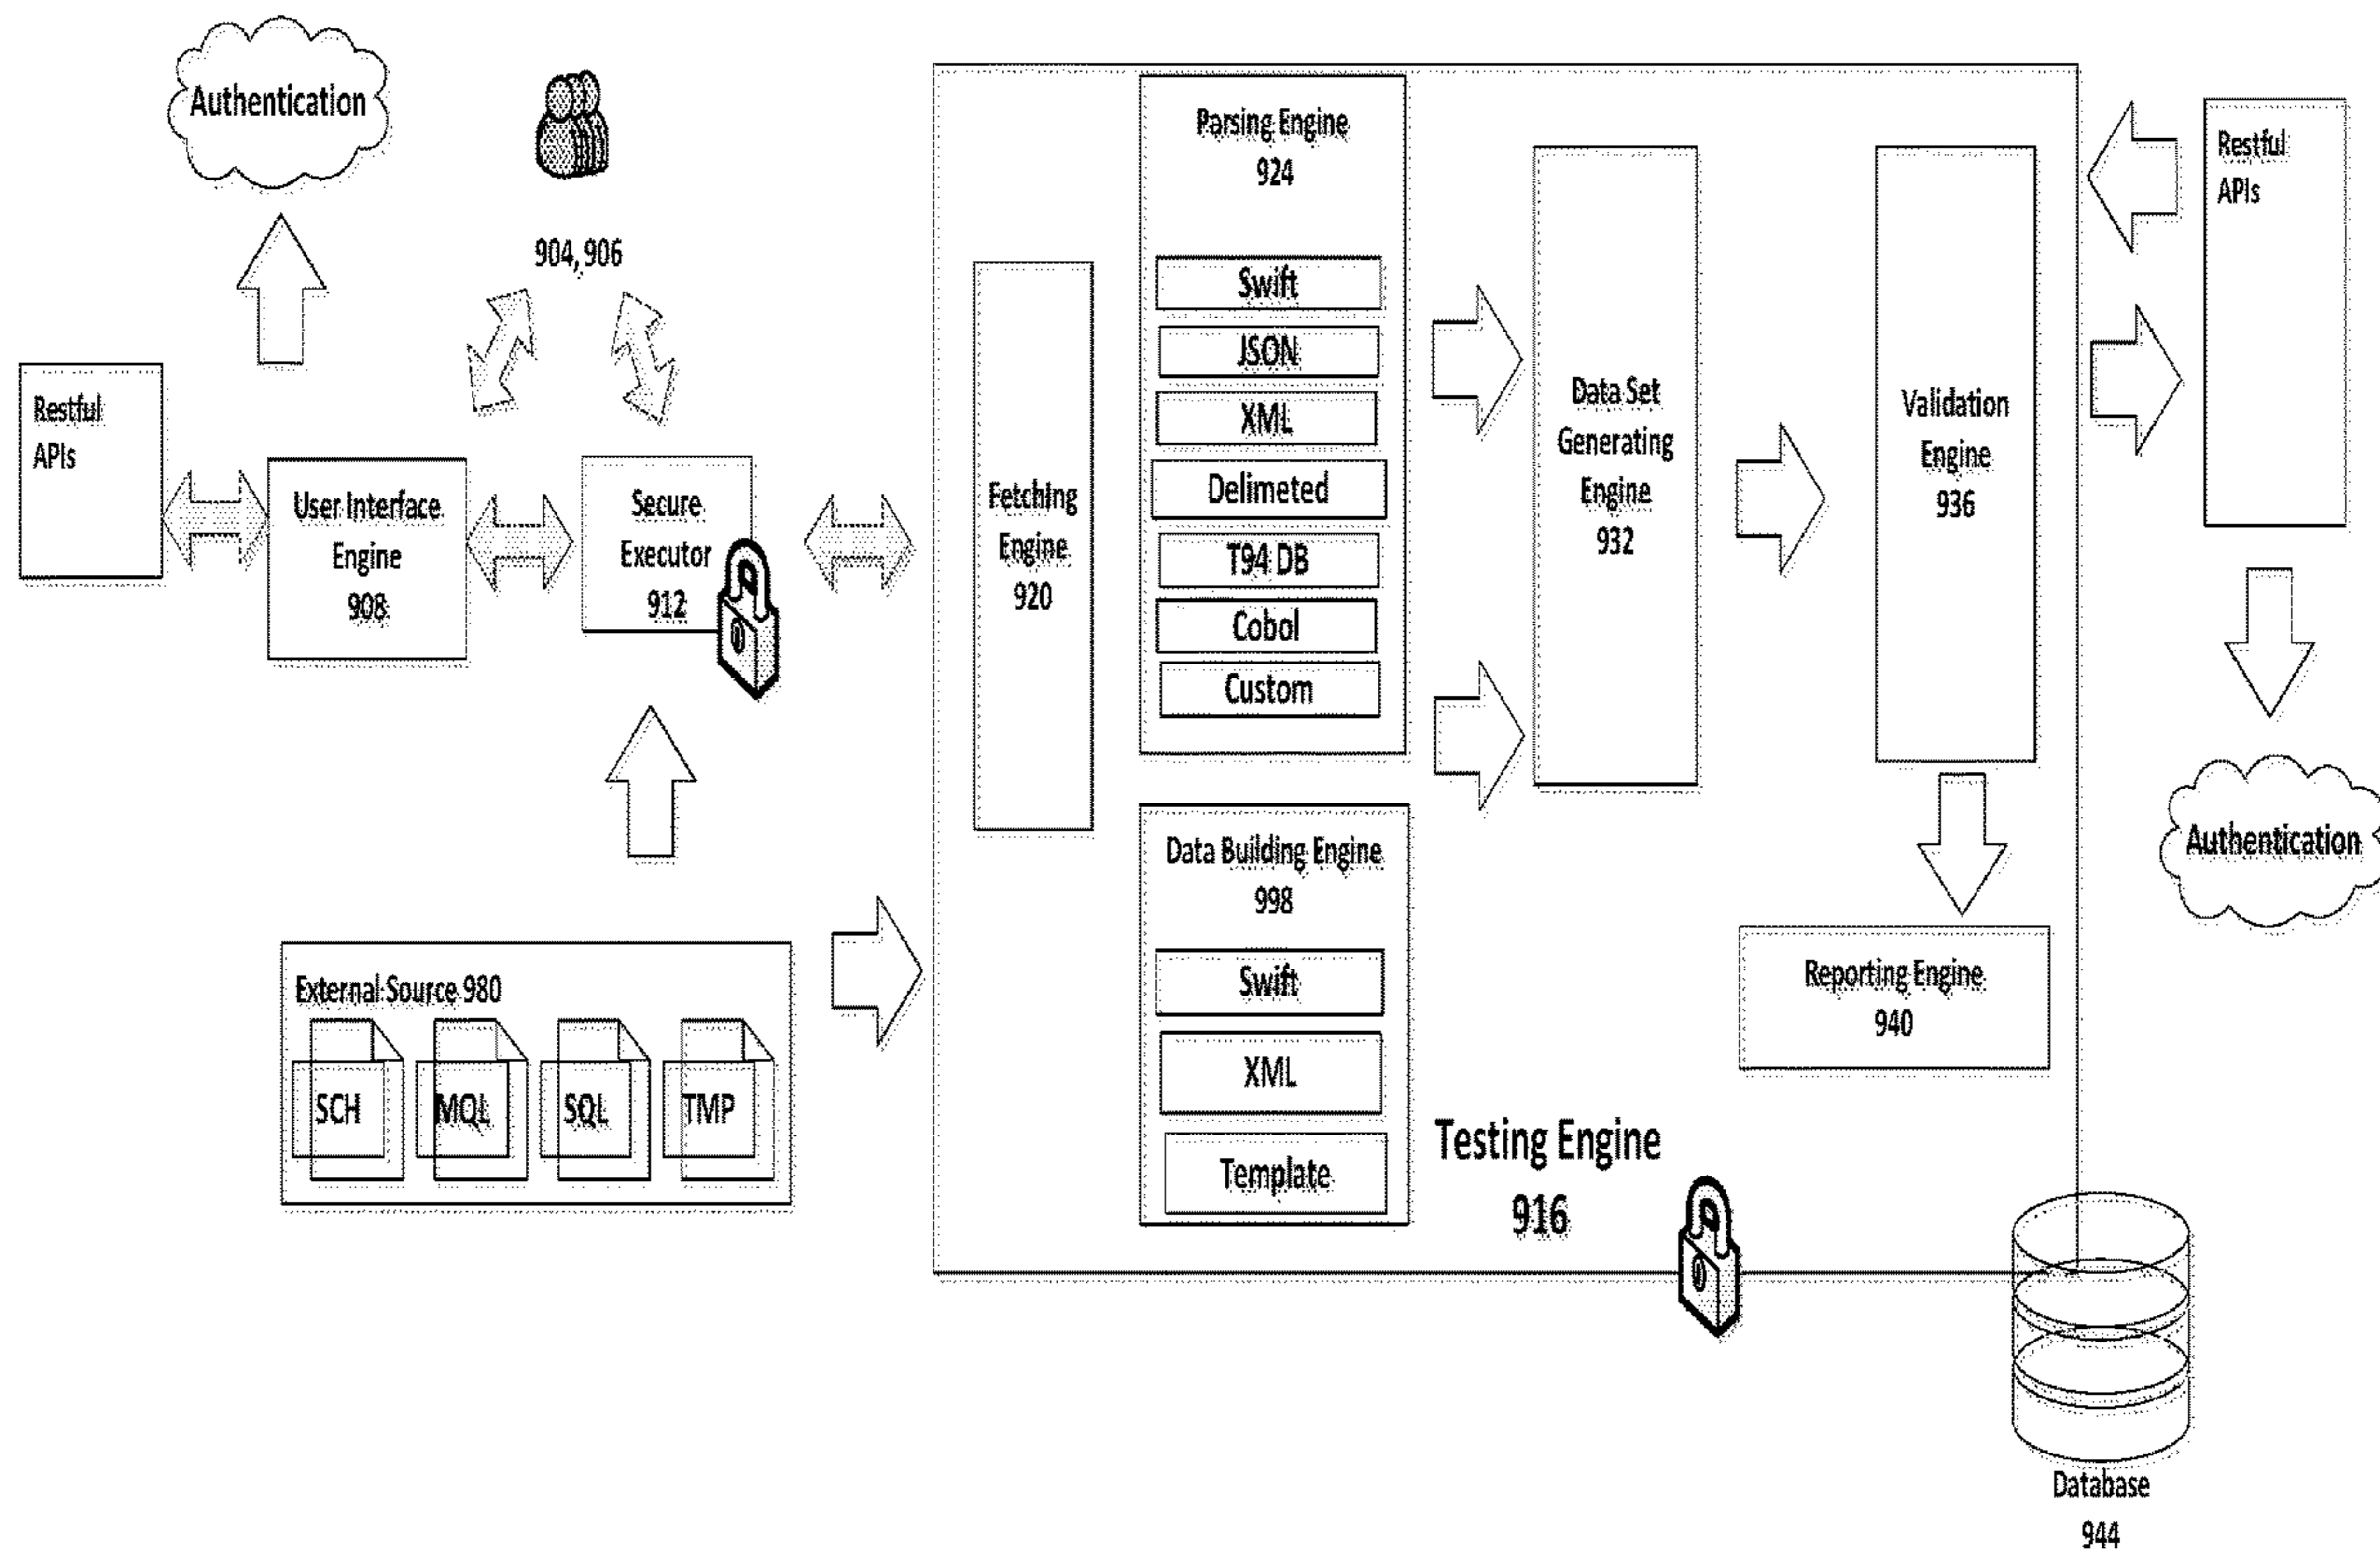 Authentication
904, 906
Restful
APIs
User Interface
Engine
908
Secure
Executor
912
External Source 980
SCH
MQL
SQL
TMP
Fetching
Engine
920
Parsing Engine
924
Swift
JSON
XML
Delimeted
T94 DB
Cobol
Custom
Data Building Engine
998
Swift
XML
Template
Data Set
Generating
Engine
932
Validation
Engine
936
Reporting Engine
940
Testing Engine
916
Restful
APIs
Authentication
Database
944